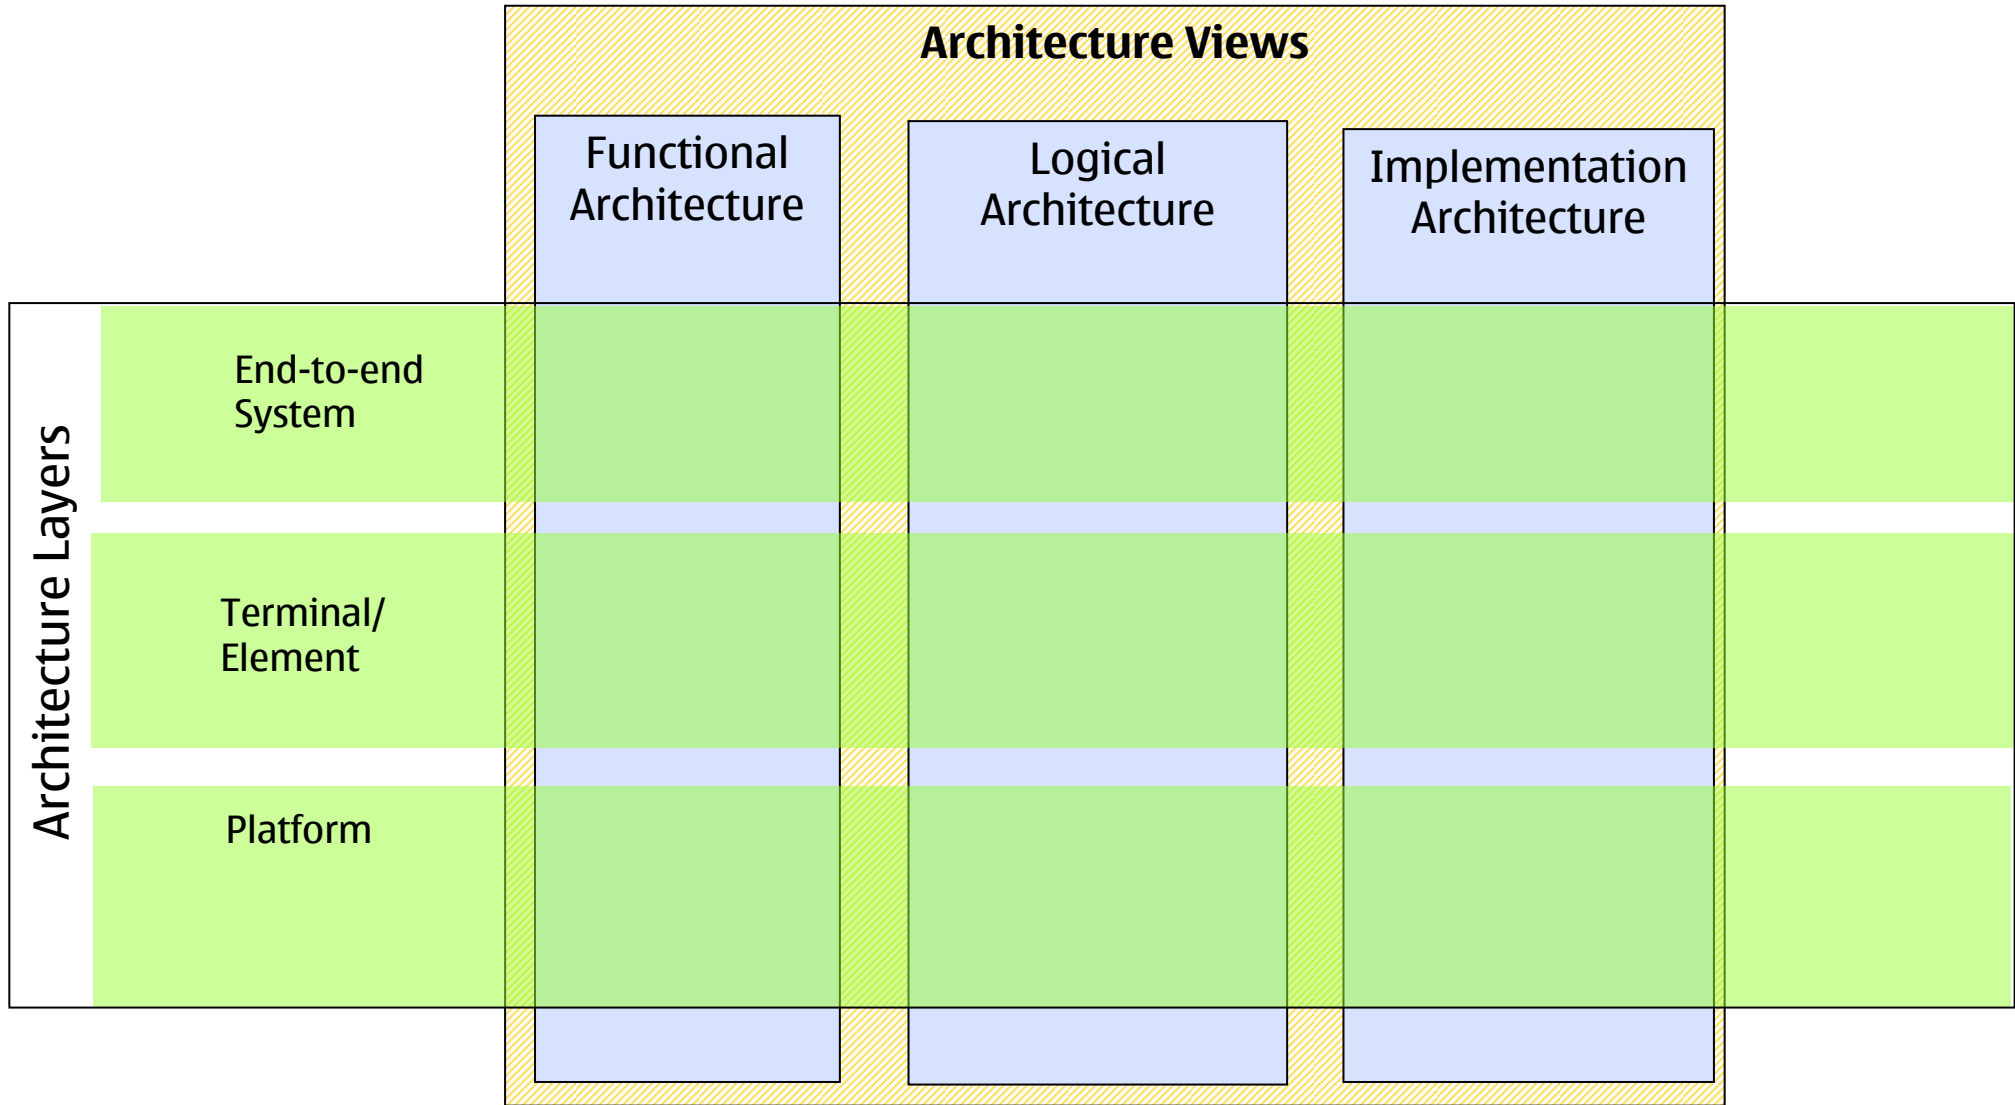 Architecture Views
Functional
Architecture
Logical
Architecture
Implementation
Architecture
Architecture Layers
End-to-end
System
Terminal/
Element
Platform